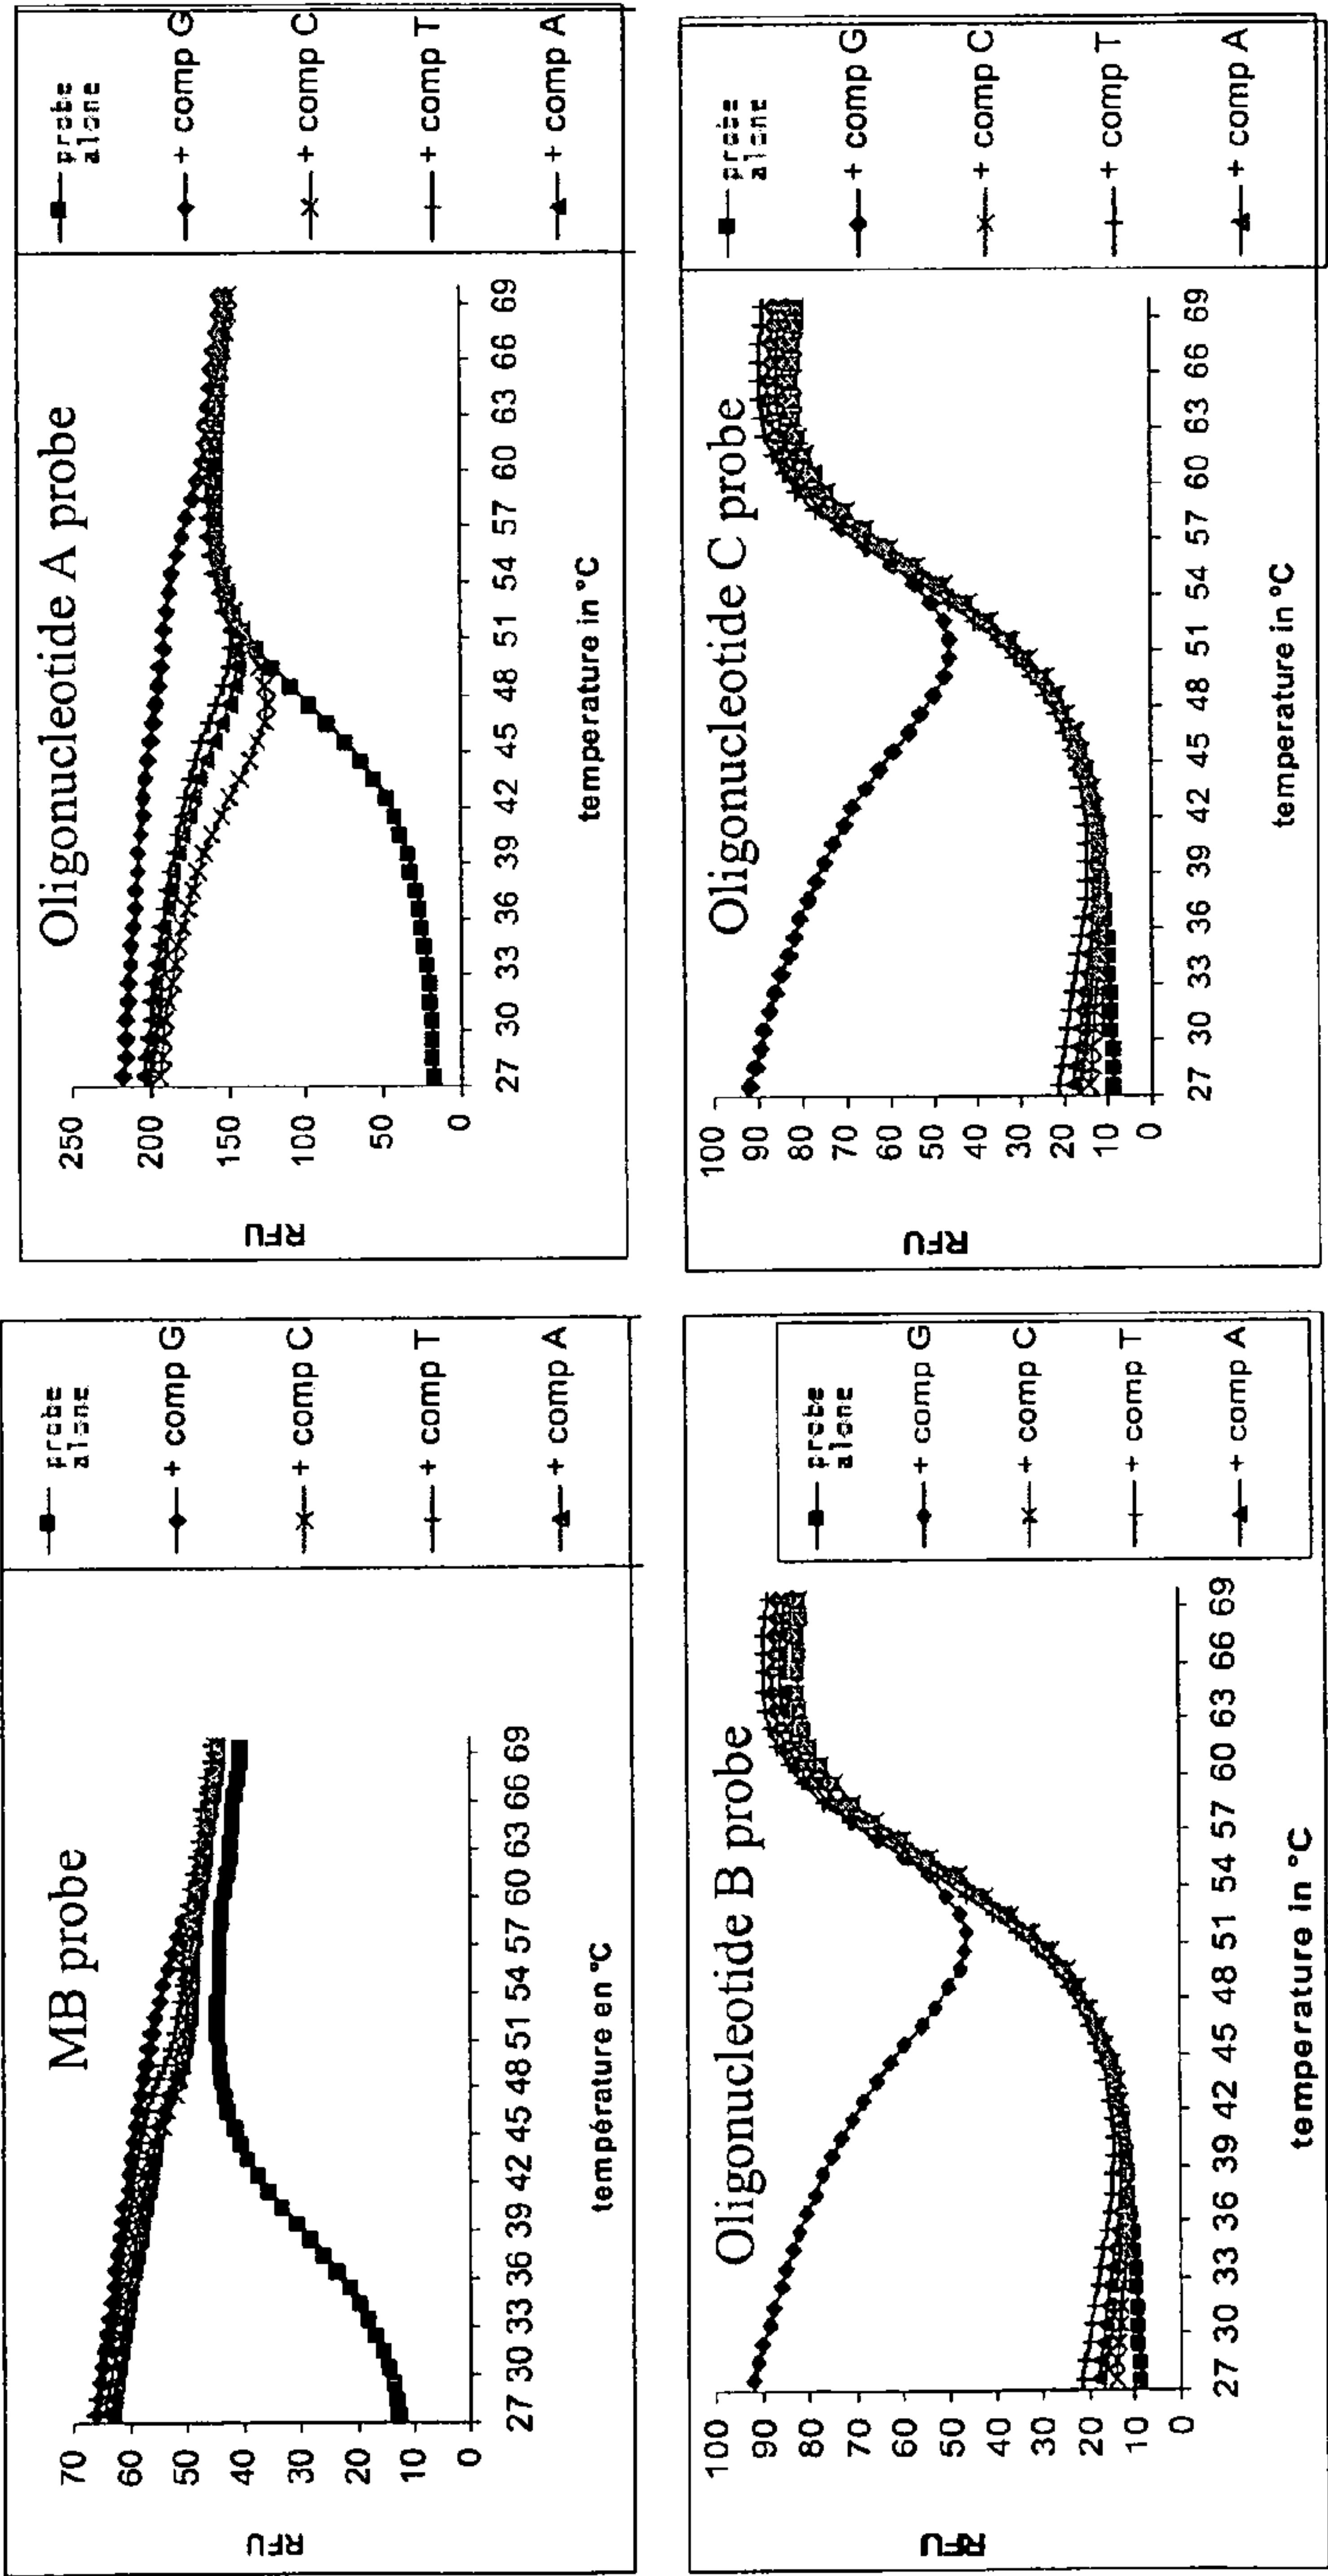 MB probe
RFU
70
60
50
40
30
20
10
0
27 30 33 36 39 42 45 48 51 54 57 60 63 66 69
température en °C
probe
alone
+ comp G
+ comp C
+ comp T
+ comp A
Oligonucleotide A probe
RFU
250
200
150
100
50
0
27 30 33 36 39 42 45 48 51 54 57 60 63 66 69
temperature in °C
probe
alone
+ comp G
+ comp C
+ comp T
+ comp A
Oligonucleotide B probe
RFU
100
90
80
70
60
50
40
30
20
10
0
27 30 33 36 39 42 45 48 51 54 57 60 63 66 69
temperature in °C
probe
alone
+ comp G
+ comp C
+ comp T
+ comp A
Oligonucleotide C probe
RFU
100
90
80
70
60
50
40
30
20
10
0
27 30 33 36 39 42 45 48 51 54 57 60 63 66 69
temperature in °C
probe
alone
+ comp G
+ comp C
+ comp T
+ comp A